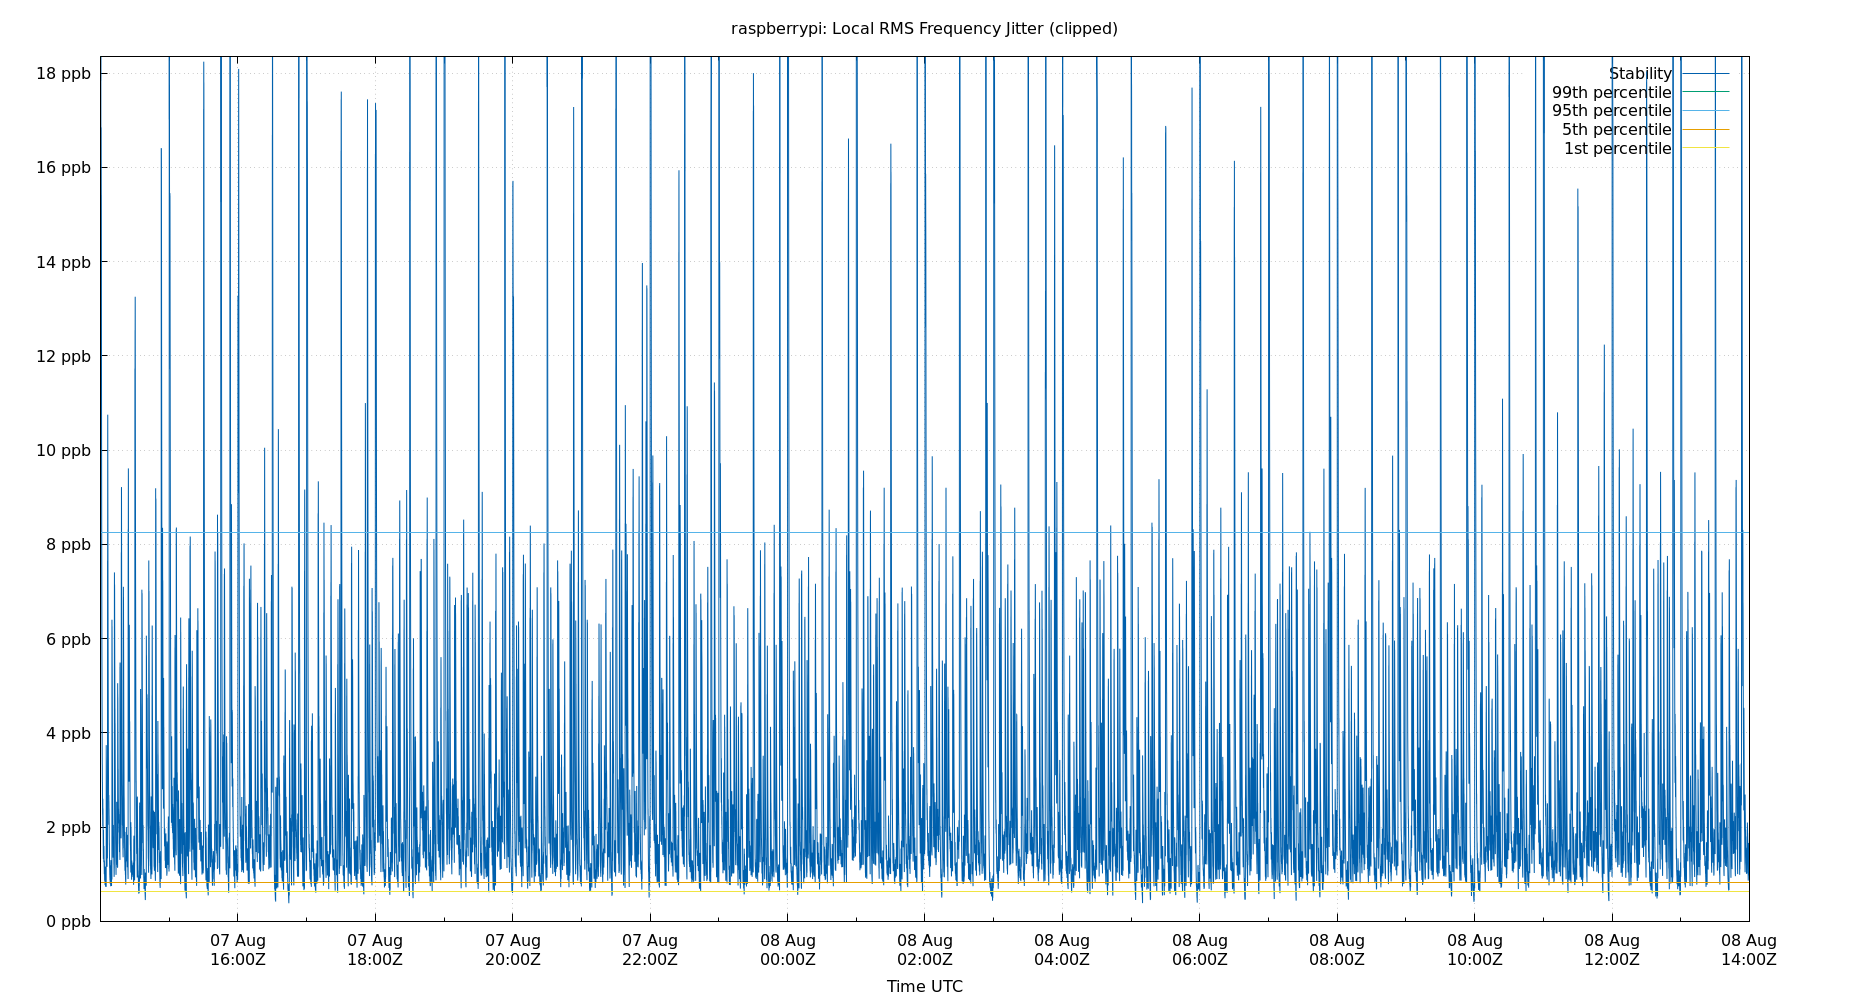 raspberrypi: Local RMS Frequency Jitter (clipped)
18 ppb
16 ppb
14 ppb
12 ppb
10 ppb
8 ppb
6 ppb
4 ppb
2 ppb
0 ppb
Stability
99th percentile
95th percentile
5th percentile
1st percentile
07 Aug
16:00Z
07 Aug
18:00Z
07 Aug
20:00Z
07 Aug
22:00Z
08 Aug
00:00Z
08 Aug
02:00Z
08 Aug
04:00Z
08 Aug
06:00Z
08 Aug
08:00Z
08 Aug
10:00Z
08 Aug
12:00Z
08 Aug
14:00Z
Time UTC